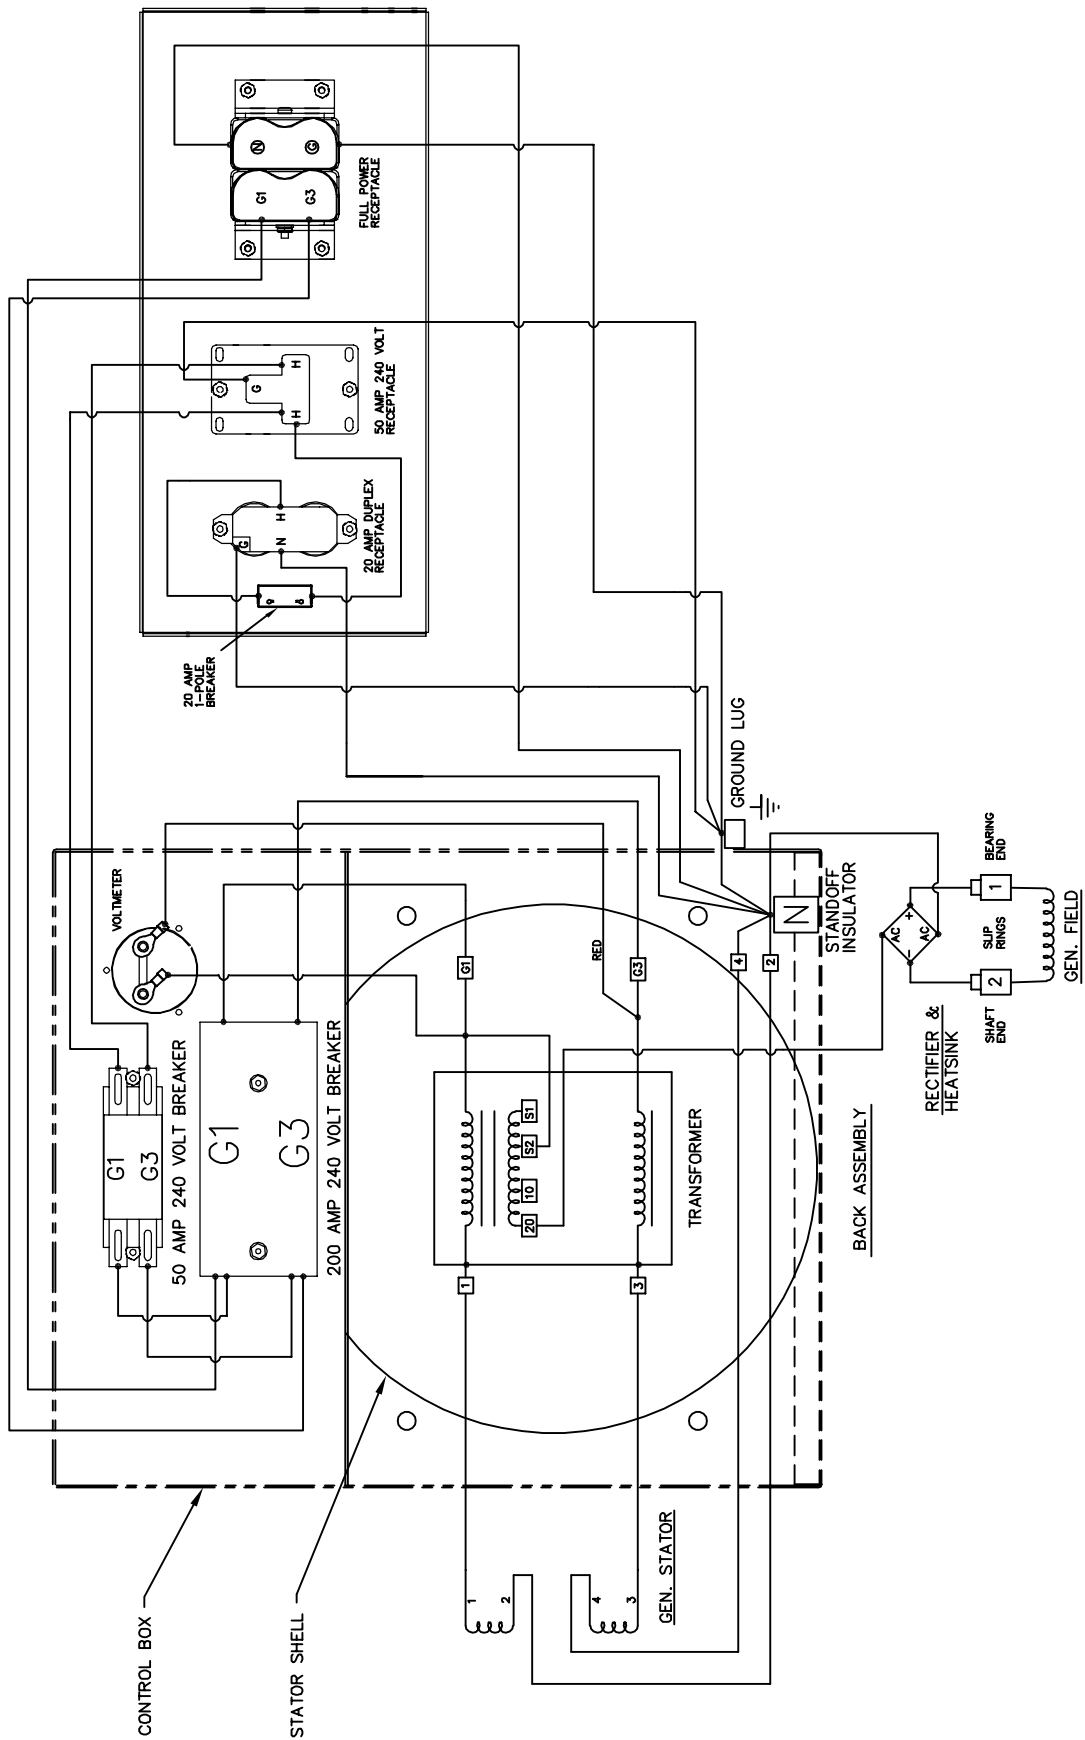 N
G
G1
G3
FULL POWER
RECEPTACLE
H
G
H
50 AMP 240 VOLT
RECEPTACLE
H
G
N
20 AMP DUPLEX
RECEPTACLE
20 AMP
1-POLE
BREAKER
GROUND LUG
VOLTMETER
G1
G3
50 AMP 240 VOLT BREAKER
G1
G3
200 AMP 240 VOLT BREAKER
RED
G1
G3
4
2
N
STANDOFF
INSULATOR
S1
S2
10
20
TRANSFORMER
1
3
BACK ASSEMBLY
AC
+
-
AC
RECTIFIER &
HEATSINK
BEARING
END
1
SLIP
RINGS
2
SHAFT
END
GEN. FIELD
1
2
4
3
GEN. STATOR
CONTROL BOX
STATOR SHELL